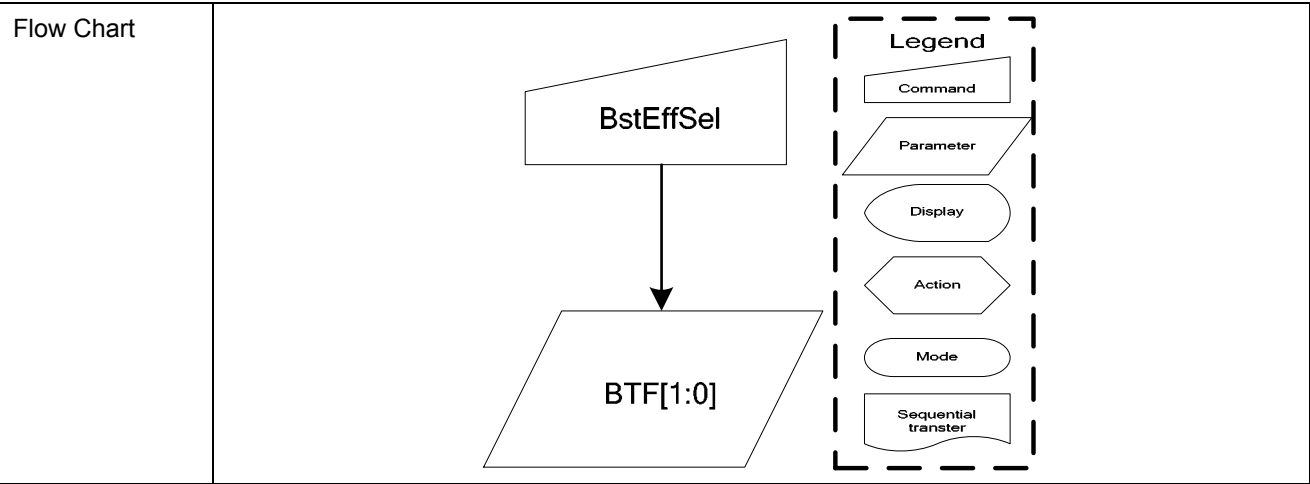 Flow Chart
BstEffSel
BTF[1:0]
Legend
Command
Parameter
Display
Action
Mode
Sequential
transter